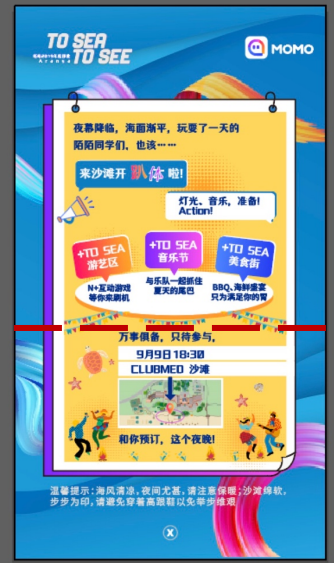 TO SEA
TO SEE
Aranya
MOMO
夜幕降临，海面渐平，玩耍了一天的
陌陌同学们，也该……
来沙滩开 趴体 啦!
灯光、音乐，准备!
Action!
+TO SEA
游艺区
+TO SEA
音乐节
+TO SEA
美食街
N+互动游戏
等你来刷机
与乐队一起抓住
夏天的尾巴
BBQ、海鲜盛宴
只为满足你的胃
万事俱备，只待参与，
9月9日18:30
CLUBMED 沙滩
和你预订，这个夜晚!
温馨提示：海风清凉，夜间尤甚，请注意保暖；沙滩绵软，
步步为印，请避免穿着高跟鞋以免举步维艰
X